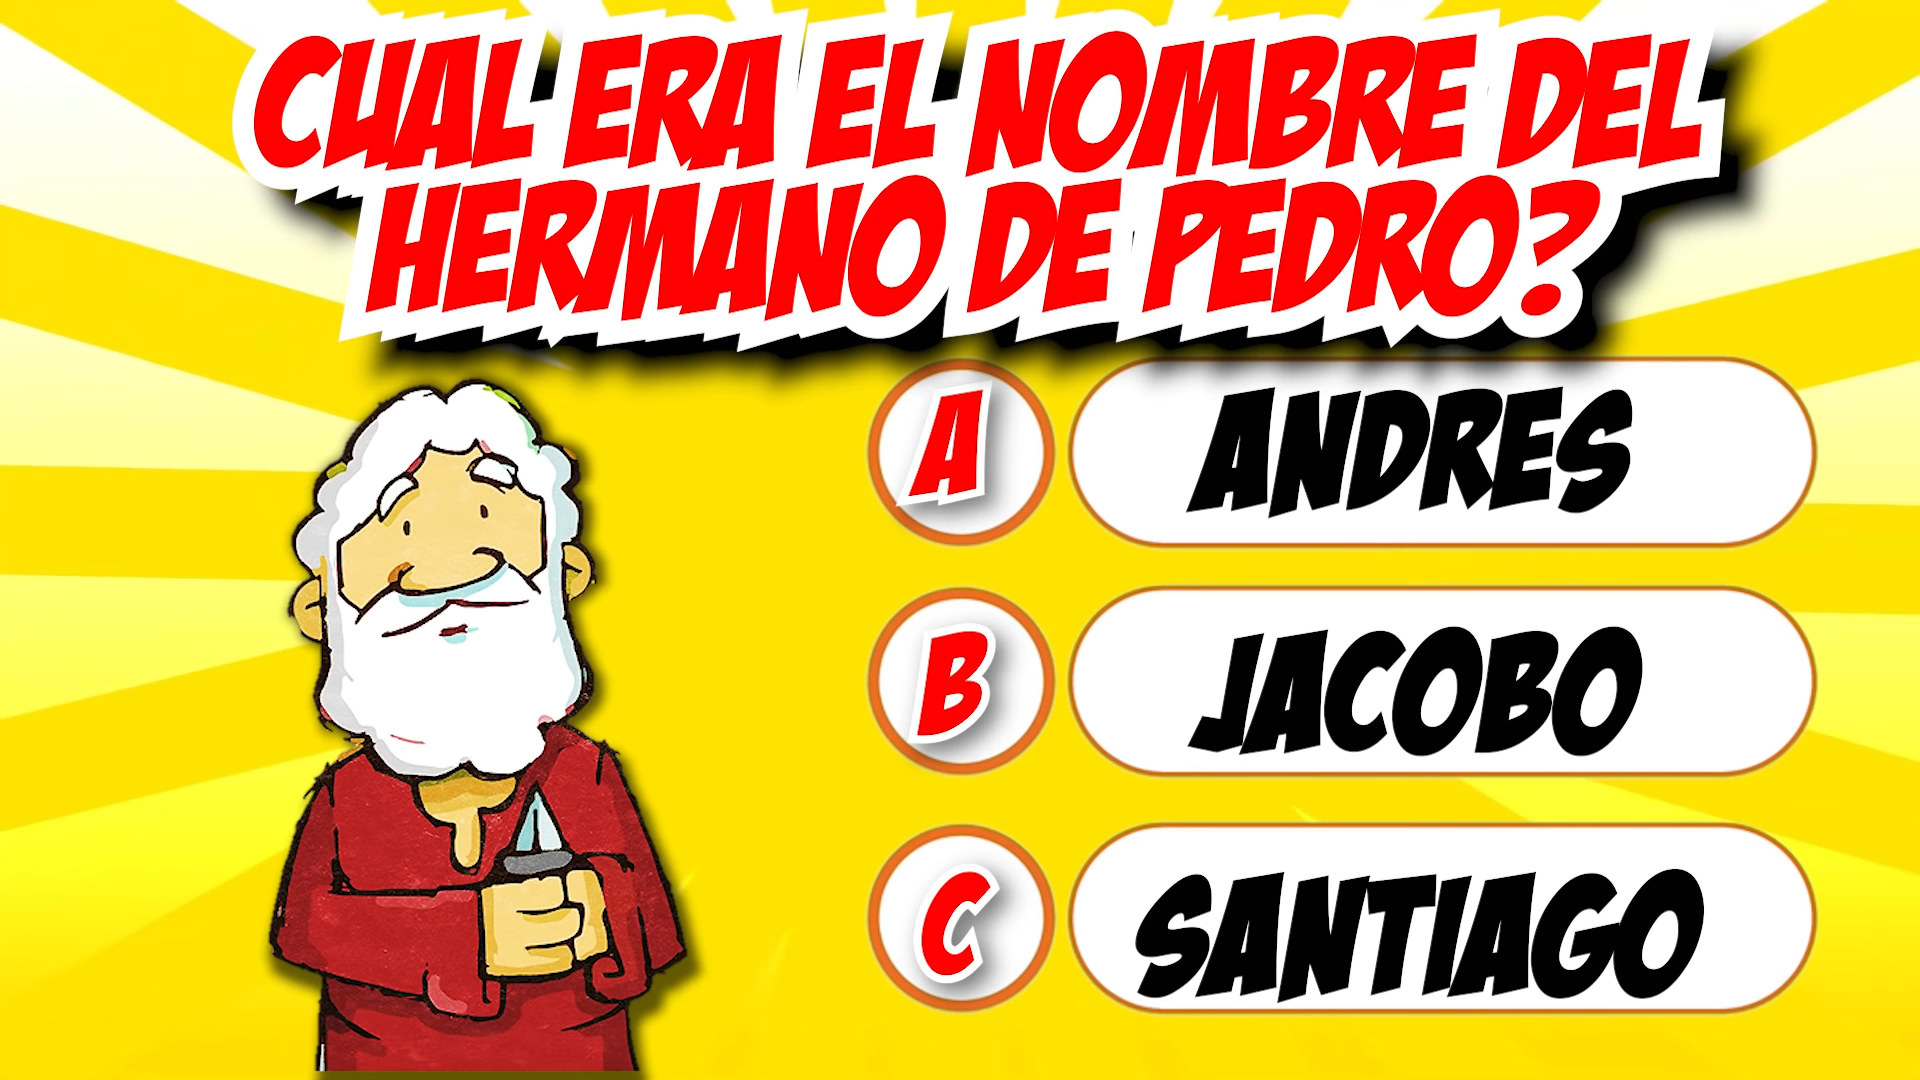 CUAL ERA EL NOMBRE DEL
HERMANO DE PEDRO?
A ANDRES
B JACOBO
C SANTIAGO